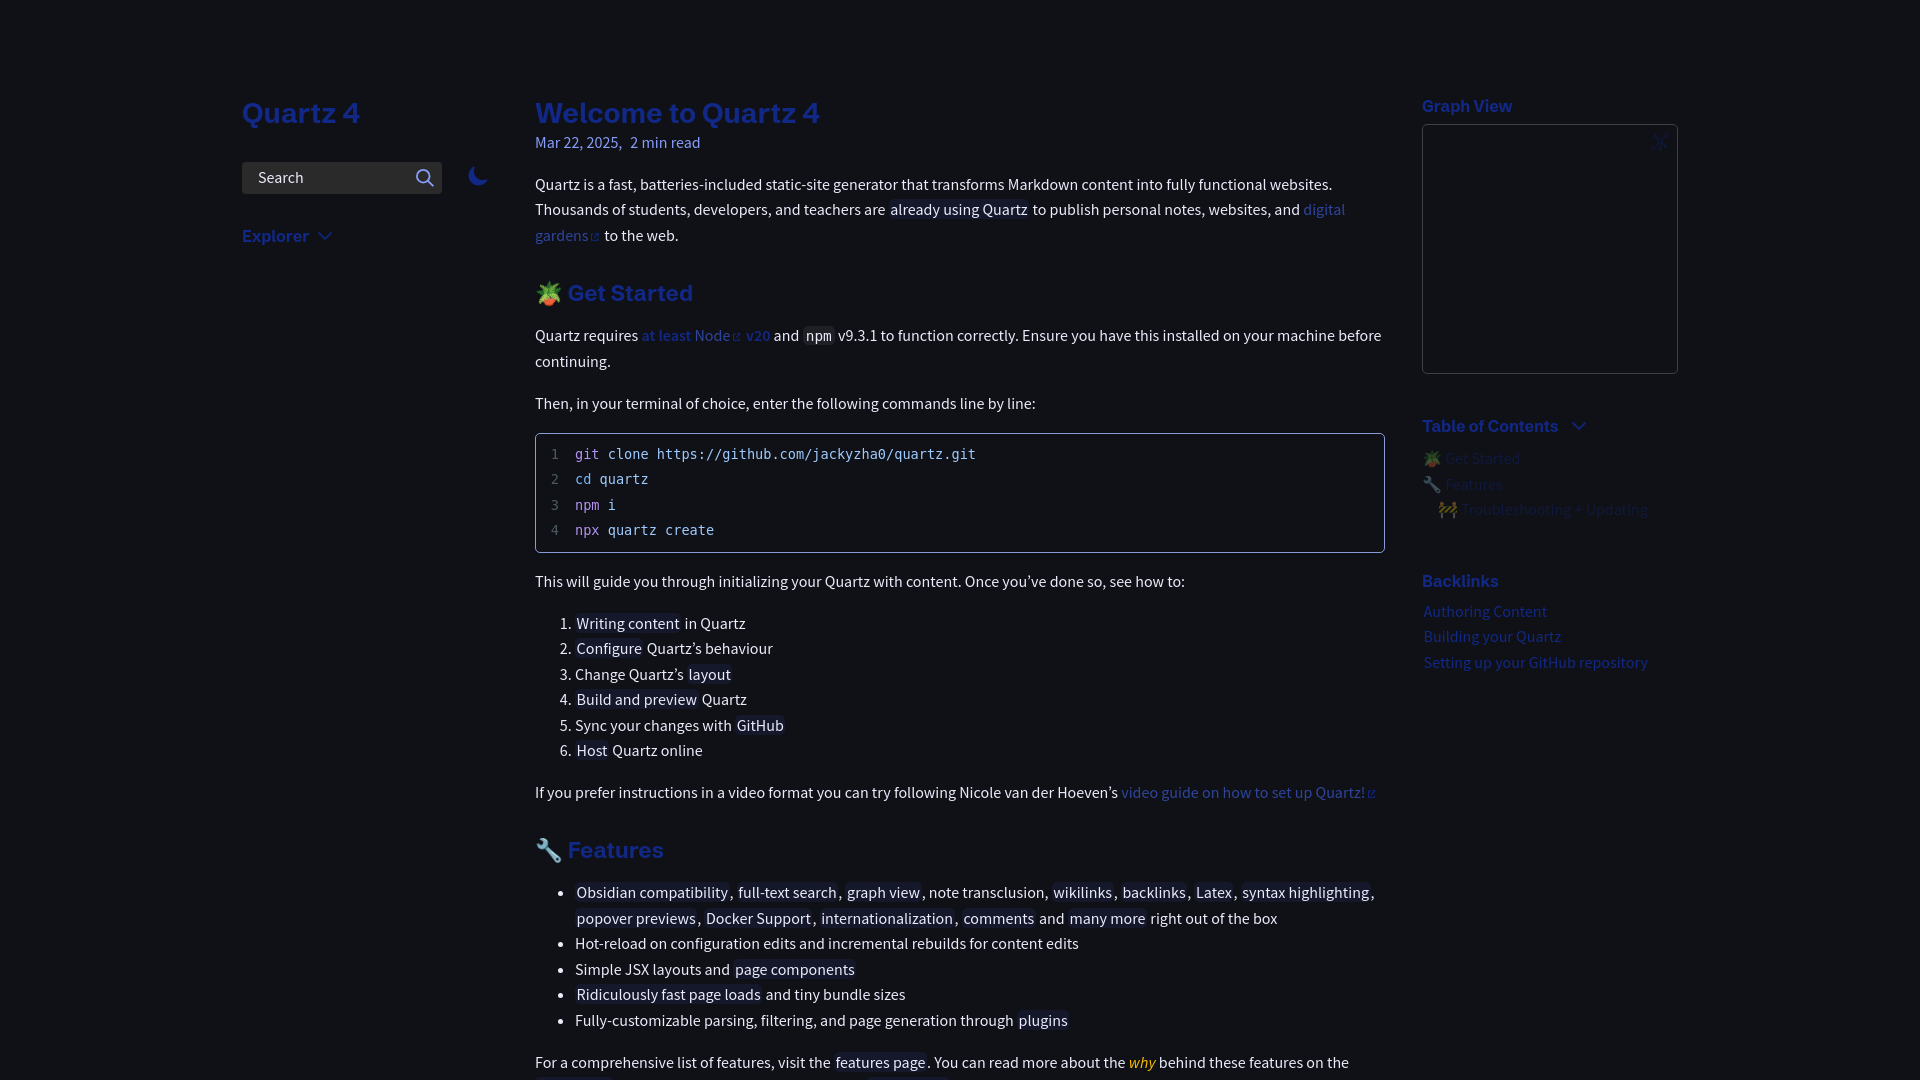 Quartz 4
Search
Explorer
Welcome to Quartz 4
Mar 22, 2025, 2 min read
Quartz is a fast, batteries-included static-site generator that transforms Markdown content into fully functional websites.
Thousands of students, developers, and teachers are already using Quartz to publish personal notes, websites, and digital
gardens to the web.
🪴 Get Started
Quartz requires at least Node v20 and npm v9.3.1 to function correctly. Ensure you have this installed on your machine before
continuing.
Then, in your terminal of choice, enter the following commands line by line:
1 git clone https://github.com/jackyzha0/quartz.git
2 cd quartz
3 npm i
4 npx quartz create
This will guide you through initializing your Quartz with content. Once you’ve done so, see how to:
1. Writing content in Quartz
2. Configure Quartz’s behaviour
3. Change Quartz’s layout
4. Build and preview Quartz
5. Sync your changes with GitHub
6. Host Quartz online
If you prefer instructions in a video format you can try following Nicole van der Hoeven’s video guide on how to set up Quartz!
🔧 Features
• Obsidian compatibility, full-text search, graph view, note transclusion, wikilinks, backlinks, Latex, syntax highlighting,
popover previews, Docker Support, internationalization, comments and many more right out of the box
• Hot-reload on configuration edits and incremental rebuilds for content edits
• Simple JSX layouts and page components
• Ridiculously fast page loads and tiny bundle sizes
• Fully-customizable parsing, filtering, and page generation through plugins
For a comprehensive list of features, visit the features page. You can read more about the why behind these features on the
Graph View
Table of Contents
🪴 Get Started
🔧 Features
🚧 Troubleshooting + Updating
Backlinks
Authoring Content
Building your Quartz
Setting up your GitHub repository